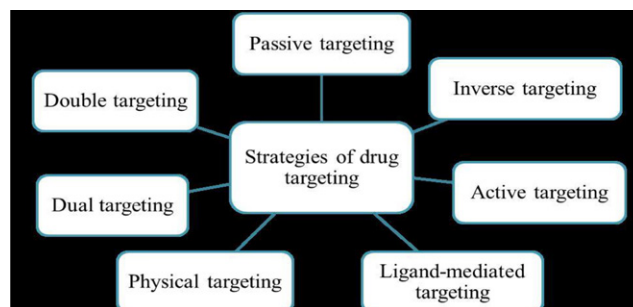 Passive targeting
Double targeting
Inverse targeting
Strategies of drug
targeting
Dual targeting
Active targeting
Physical targeting
Ligand-mediated
targeting